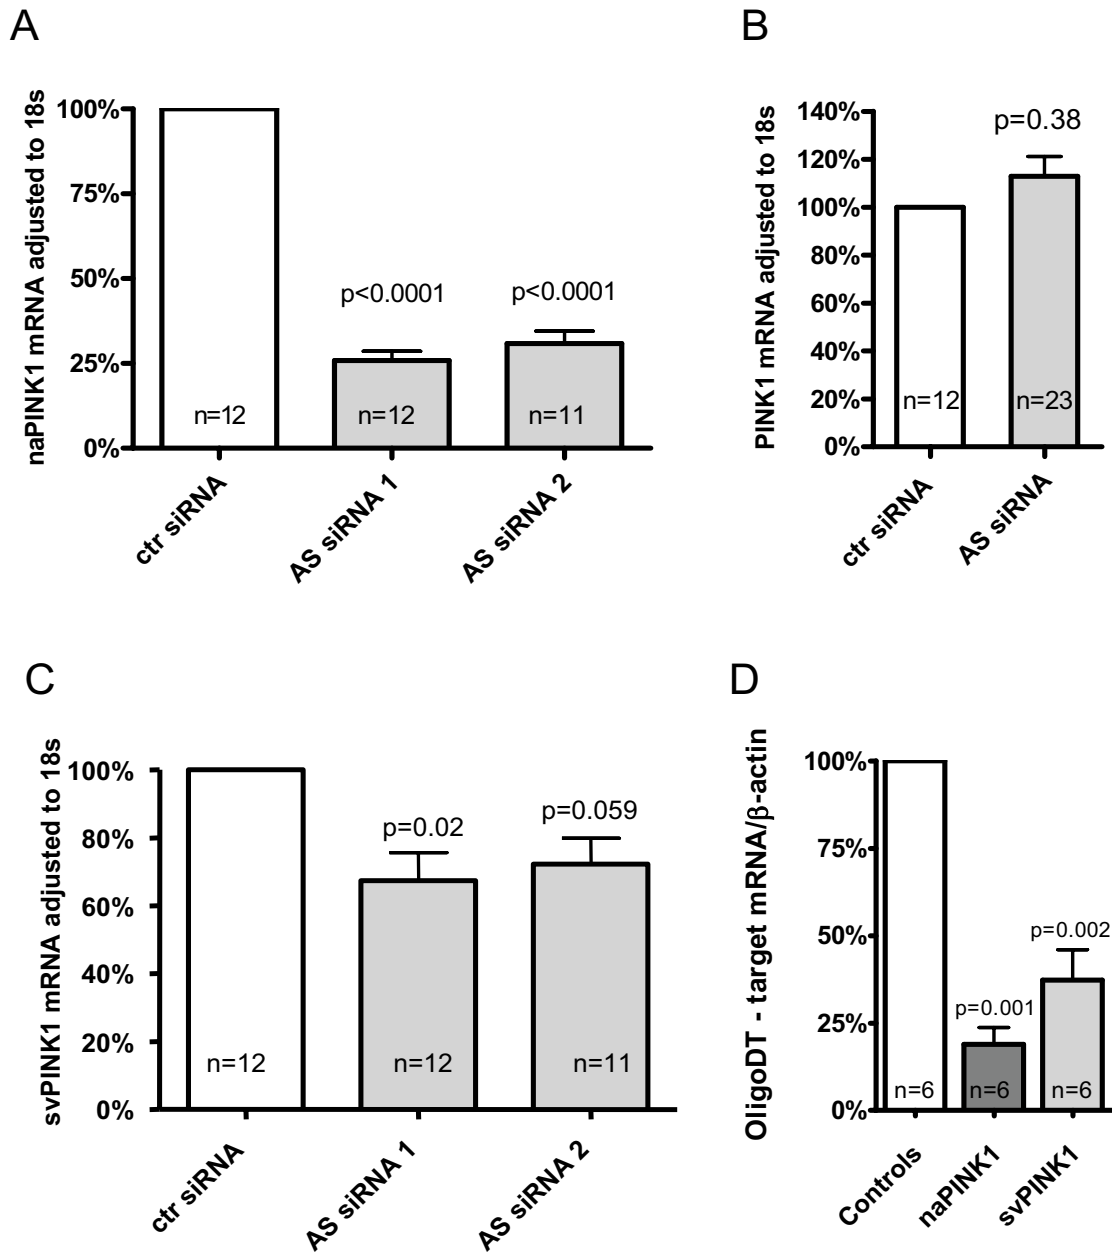 A
naPINK1 mRNA adjusted to 18s
100%
75%
50%
25%
0%
p<0.0001
p<0.0001
n=12
n=12
n=11
ctr siRNA
AS siRNA 1
AS siRNA 2
B
PINK1 mRNA adjusted to 18s
140%
120%
100%
80%
60%
40%
20%
0%
p=0.38
n=12
n=23
ctr siRNA
AS siRNA
C
svPINK1 mRNA adjusted to 18s
100%
80%
60%
40%
20%
0%
p=0.02
p=0.059
n=12
n=12
n=11
ctr siRNA
AS siRNA 1
AS siRNA 2
D
OligoDT - target mRNA/β-actin
100%
75%
50%
25%
0%
p=0.001
p=0.002
n=6
n=6
n=6
Controls
naPINK1
svPINK1